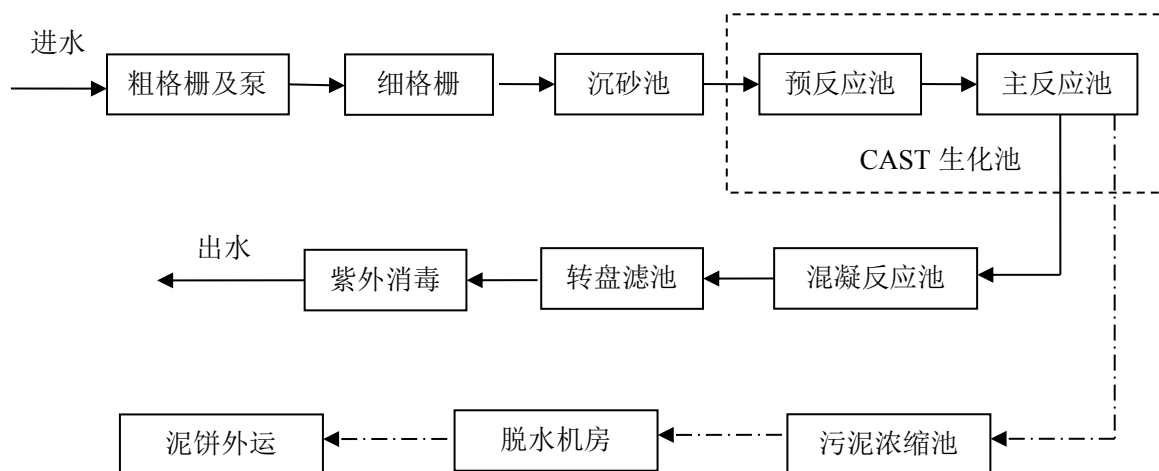 进水
粗格栅及泵
细格栅
沉砂池
预反应池
主反应池
CAST 生化池
出水
紫外消毒
转盘滤池
混凝反应池
泥饼外运
脱水机房
污泥浓缩池